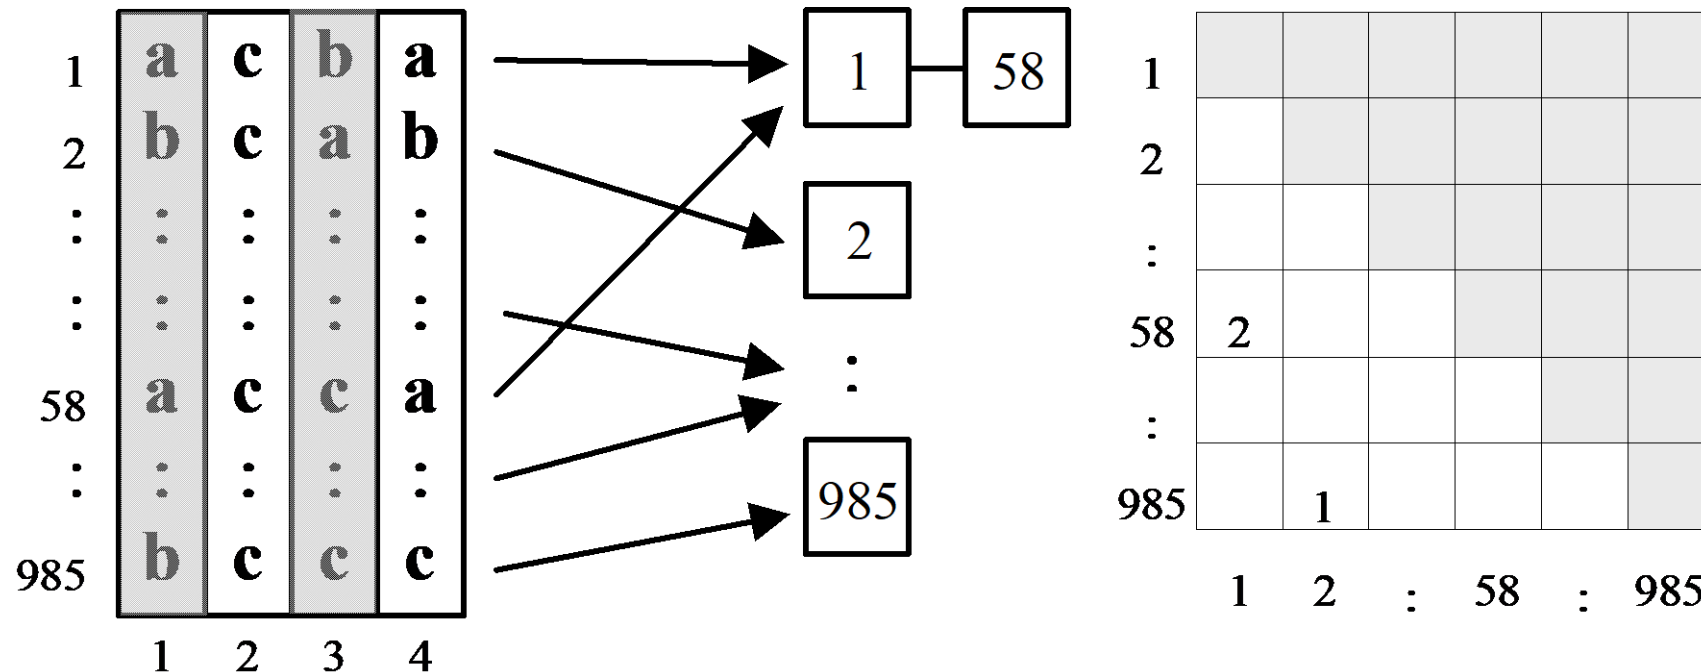 1 a c b a
2 b c a b
: : : : :
: : : : :
58 a c c a
: : : : :
985 b c c c
1 2 3 4
1 58
2
:
985
1
2
:
58 2
:
985 1
1 2 : 58 : 985